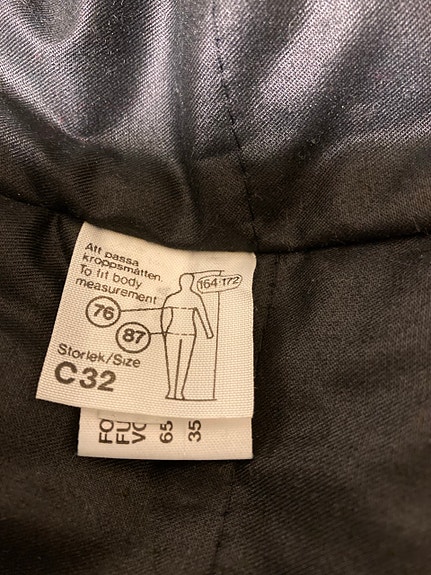 Att passa
kroppsmåtten
To fit body
measurement
164-172
76
87
Storlek/Size
C32
FO
FU
VO
65
35